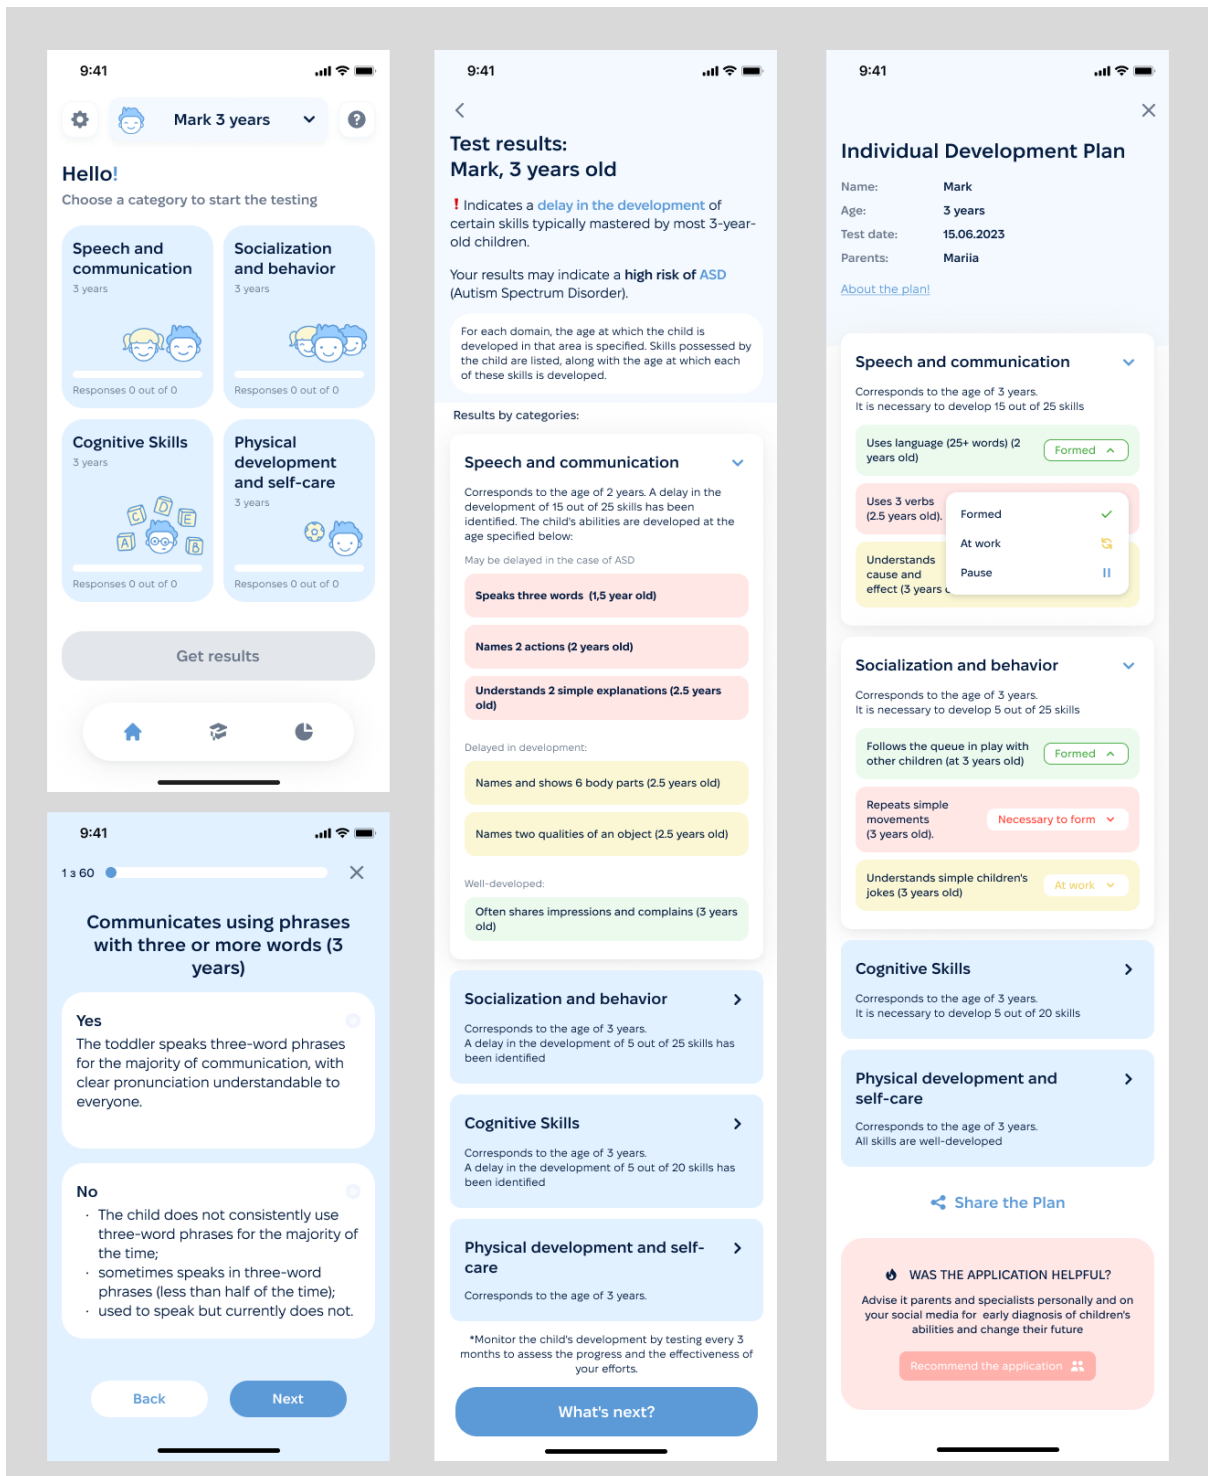 9:41
Mark 3 years
Hello!
Choose a category to start the testing
Speech and
communication
3 years
Responses 0 out of 0
Socialization
and behavior
3 years
Responses 0 out of 0
Cognitive Skills
3 years
A
C
D
E
B
Responses 0 out of 0
Physical
development
and self-care
3 years
Responses 0 out of 0
Get results
9:41
1 з 60
Communicates using phrases
with three or more words (3
years)
Yes
The toddler speaks three-word phrases
for the majority of communication, with
clear pronunciation understandable to
everyone.
No
· The child does not consistently use
three-word phrases for the majority of
the time;
· sometimes speaks in three-word
phrases (less than half of the time);
· used to speak but currently does not.
Back
Next
9:41
Test results:
Mark, 3 years old
! Indicates a delay in the development of
certain skills typically mastered by most 3-year-
old children.
Your results may indicate a high risk of ASD
(Autism Spectrum Disorder).
For each domain, the age at which the child is
developed in that area is specified. Skills possessed by
the child are listed, along with the age at which each
of these skills is developed.
Results by categories:
Speech and communication
Corresponds to the age of 2 years. A delay in the
development of 15 out of 25 skills has been
identified. The child's abilities are developed at the
age specified below:
May be delayed in the case of ASD
Speaks three words (1,5 year old)
Names 2 actions (2 years old)
Understands 2 simple explanations (2.5 years
old)
Delayed in development:
Names and shows 6 body parts (2.5 years old)
Names two qualities of an object (2.5 years old)
Well-developed:
Often shares impressions and complains (3 years
old)
Socialization and behavior
Corresponds to the age of 3 years.
A delay in the development of 5 out of 25 skills has
been identified
Cognitive Skills
Corresponds to the age of 3 years.
A delay in the development of 5 out of 20 skills has
been identified
Physical development and self-
care
Corresponds to the age of 3 years.
*Monitor the child's development by testing every 3
months to assess the progress and the effectiveness of
your efforts.
What's next?
9:41
Individual Development Plan
Name: Mark
Age: 3 years
Test date: 15.06.2023
Parents: Mariia
About the plan!
Speech and communication
Corresponds to the age of 3 years.
It is necessary to develop 15 out of 25 skills
Uses language (25+ words) (2
years old)
Formed
Uses 3 verbs
(2.5 years old).
Formed
At work
Pause
Understands
cause and
effect (3 years
Socialization and behavior
Corresponds to the age of 3 years.
It is necessary to develop 5 out of 25 skills
Follows the queue in play with
other children (at 3 years old)
Formed
Repeats simple
movements
(3 years old).
Necessary to form
Understands simple children's
jokes (3 years old)
At work
Cognitive Skills
Corresponds to the age of 3 years.
It is necessary to develop 5 out of 20 skills
Physical development and
self-care
Corresponds to the age of 3 years.
All skills are well-developed
Share the Plan
WAS THE APPLICATION HELPFUL?
Advise it parents and specialists personally and on
your social media for early diagnosis of children's
abilities and change their future
Recommend the application